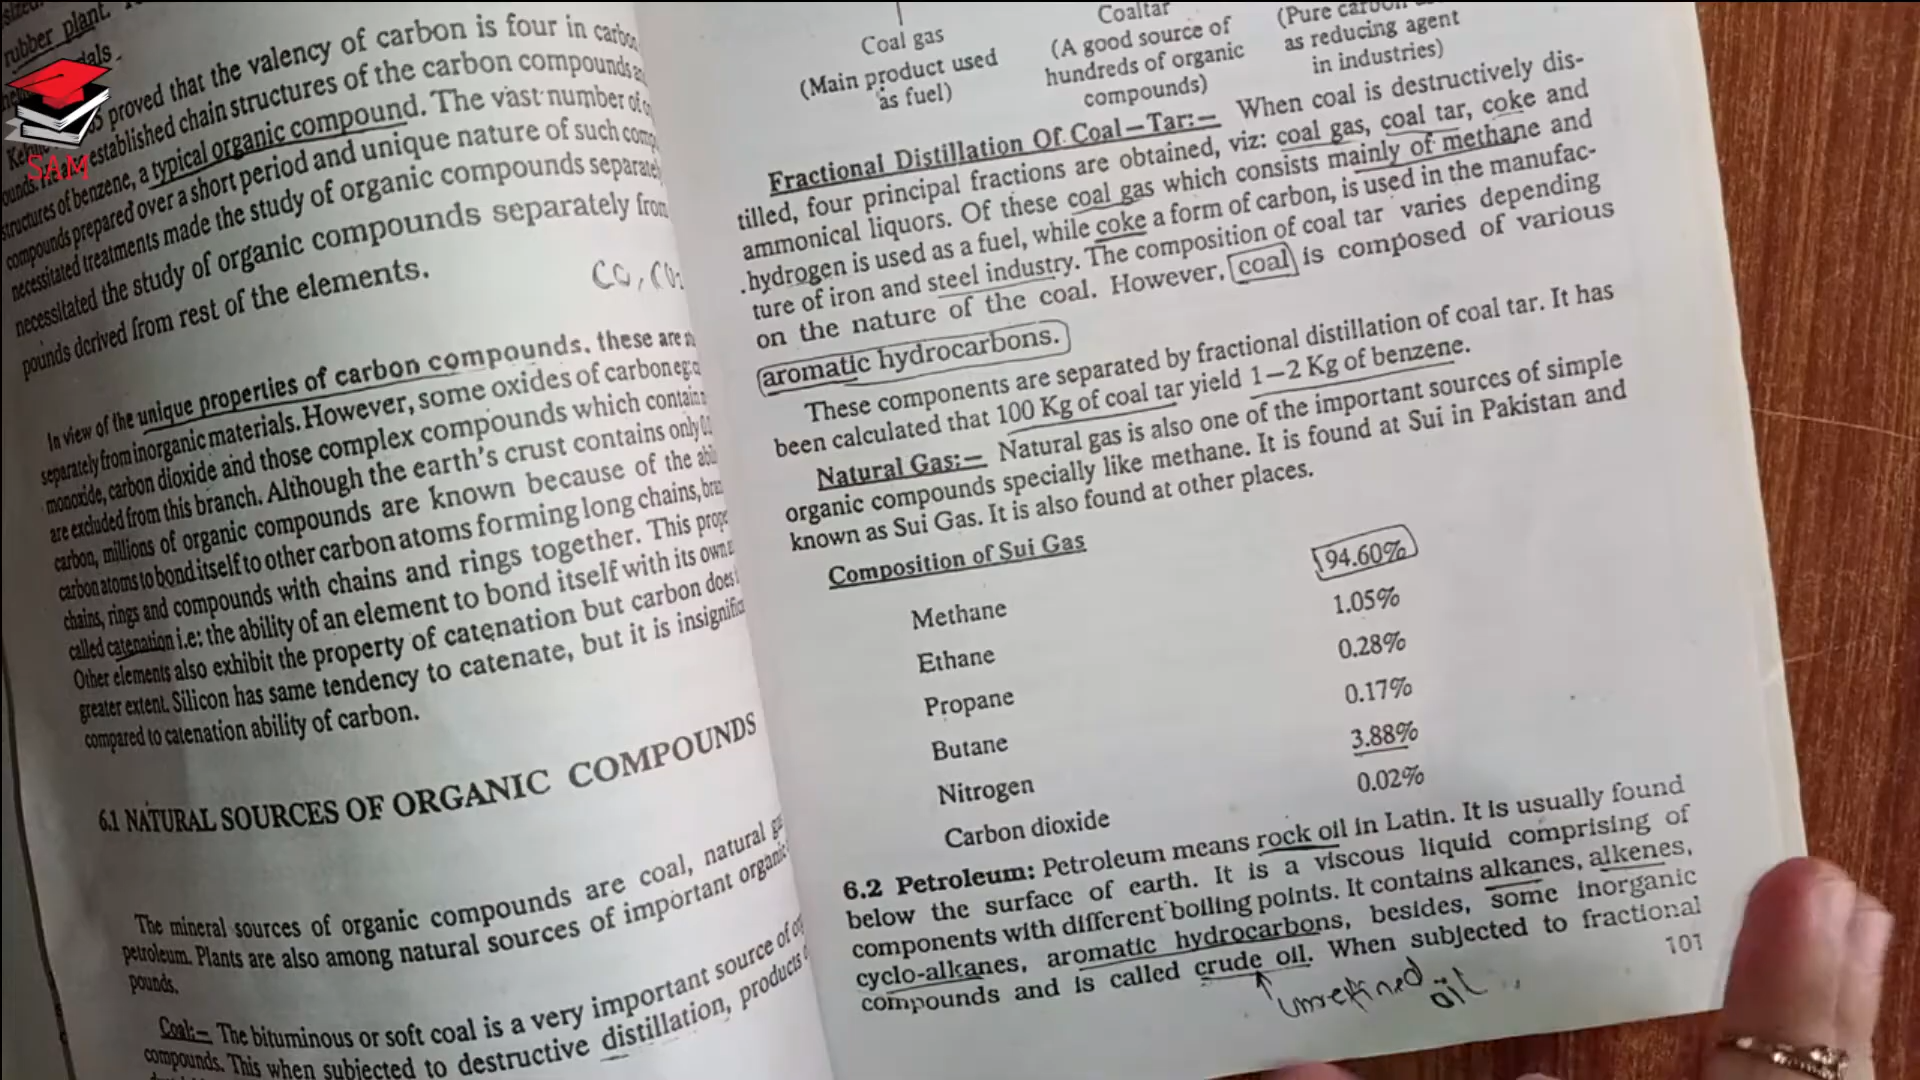 rubber plant.
SAM
proved that the valency of carbon is four in carbon
established chain structures of the carbon compounds
structures of benzene, a typical organic compound. The vast number of
compounds prepared over a short period and unique nature of such
necessitated treatments made the study of organic compounds separately
necessitated the study of organic compounds separately from
pounds derived from rest of the elements.
CO, CO2
In view of the unique properties of carbon compounds, these are
separately from inorganic materials. However, some oxides of carbon
monoxide, carbon dioxide and those complex compounds which contain
are excluded from this branch. Although the earth's crust contains only
carbon, millions of organic compounds are known because of the
carbon atoms to bond itself to other carbon atoms forming long chains,
chains, rings and compounds with chains and rings together. This
called catenation i.e: the ability of an element to bond itself with its own
Other elements also exhibit the property of catenation but carbon does
greater extent. Silicon has same tendency to catenate, but it is
compared to catenation ability of carbon.
6.1 NATURAL SOURCES OF ORGANIC COMPOUNDS
The mineral sources of organic compounds are coal, natural
petroleum. Plants are also among natural sources of important
pounds.
Coal:– The bituminous or soft coal is a very important source of
compounds. This when subjected to destructive distillation, products
Coal gas
(Main product used
as fuel)
Coaltar
(A good source of
hundreds of organic
compounds)
(Pure carbon
as reducing agent
in industries)
Fractional Distillation Of Coal–Tar:– When coal is destructively dis-
tilled, four principal fractions are obtained, viz: coal gas, coal tar, coke and
ammonical liquors. Of these coal gas which consists mainly of methane and
hydrogen is used as a fuel, while coke a form of carbon, is used in the manufac-
ture of iron and steel industry. The composition of coal tar varies depending
on the nature of the coal. However, coal is composed of various
aromatic hydrocarbons.
These components are separated by fractional distillation of coal tar. It has
been calculated that 100 Kg of coal tar yield 1–2 Kg of benzene.
Natural Gas:– Natural gas is also one of the important sources of simple
organic compounds specially like methane. It is found at Sui in Pakistan and
known as Sui Gas. It is also found at other places.
Composition of Sui Gas
Methane 94.60%
Ethane 1.05%
Propane 0.28%
Butane 0.17%
Nitrogen 3.88%
Carbon dioxide 0.02%
6.2 Petroleum: Petroleum means rock oil in Latin. It is usually found
below the surface of earth. It is a viscous liquid comprising of
components with different boiling points. It contains alkanes, alkenes,
cyclo-alkanes, aromatic hydrocarbons, besides, some inorganic
compounds and is called crude oil. When subjected to fractional
101
unrefined oil